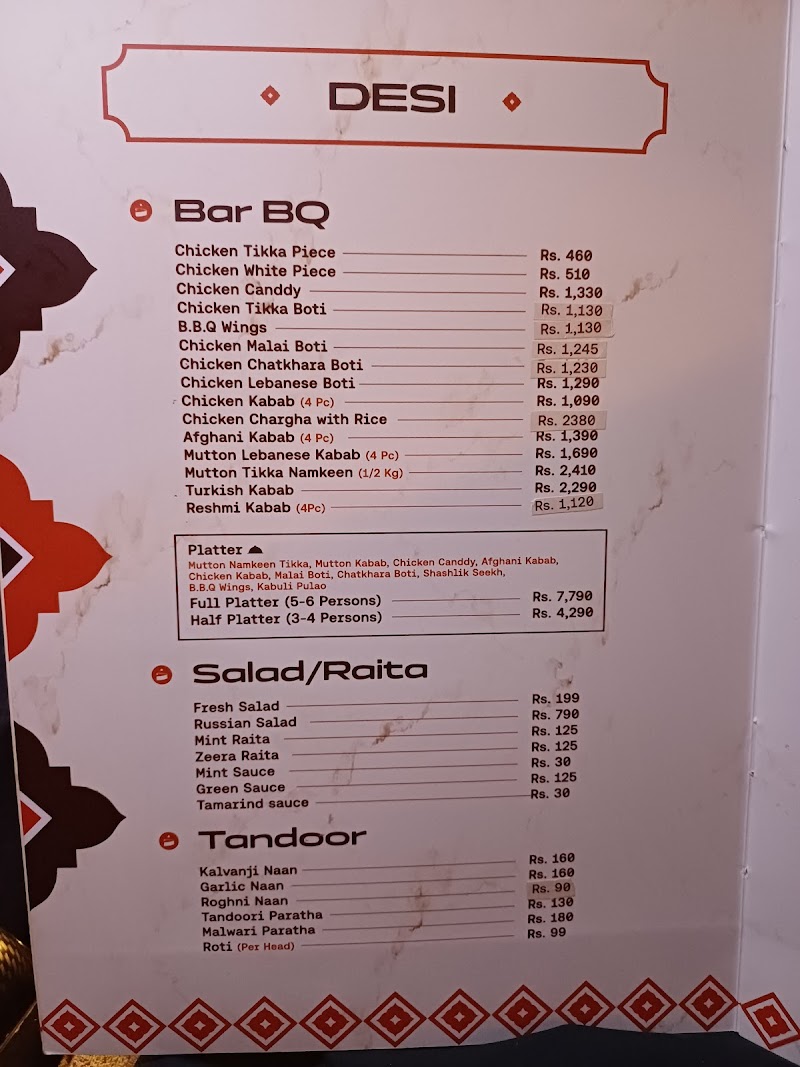 DESI
Bar BQ
Chicken Tikka Piece Rs. 460
Chicken White Piece Rs. 510
Chicken Canddy Rs. 1,330
Chicken Tikka Boti Rs. 1,130
B.B.Q Wings Rs. 1,130
Chicken Malai Boti Rs. 1,245
Chicken Chatkhara Boti Rs. 1,230
Chicken Lebanese Boti Rs. 1,290
Chicken Kabab (4 Pc) Rs. 1,090
Chicken Chargha with Rice Rs. 2380
Afghani Kabab (4 Pc) Rs. 1,390
Mutton Lebanese Kabab (4 Pc) Rs. 1,690
Mutton Tikka Namkeen (1/2 Kg) Rs. 2,410
Turkish Kabab Rs. 2,290
Reshmi Kabab (4Pc) Rs. 1,120
Platter
Mutton Namkeen Tikka, Mutton Kabab, Chicken Canddy, Afghani Kabab,
Chicken Kabab, Malai Boti, Chatkhara Boti, Shashlik Seekh,
B.B.Q Wings, Kabuli Pulao
Full Platter (5-6 Persons) Rs. 7,790
Half Platter (3-4 Persons) Rs. 4,290
Salad/Raita
Fresh Salad Rs. 199
Russian Salad Rs. 790
Mint Raita Rs. 125
Zeera Raita Rs. 125
Mint Sauce Rs. 30
Green Sauce Rs. 125
Tamarind sauce Rs. 30
Tandoor
Kalvanji Naan Rs. 160
Garlic Naan Rs. 160
Roghni Naan Rs. 90
Tandoori Paratha Rs. 130
Malwari Paratha Rs. 180
Roti (Per Head) Rs. 99